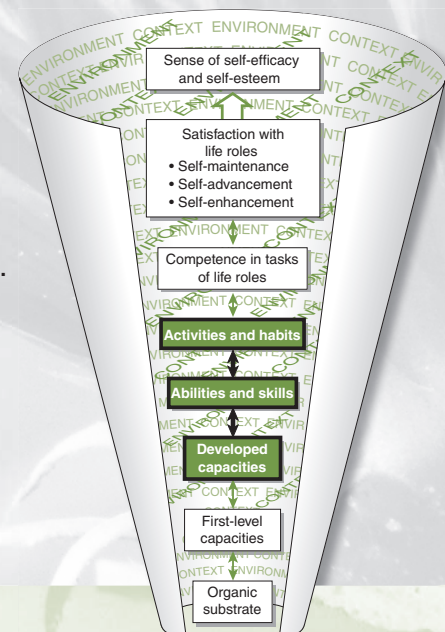 Sense of self-efficacy
and self-esteem
Satisfaction with
life roles
• Self-maintenance
• Self-advancement
• Self-enhancement
Competence in tasks
of life roles
Activities and habits
Abilities and skills
Developed
capacities
First-level
capacities
Organic
substrate